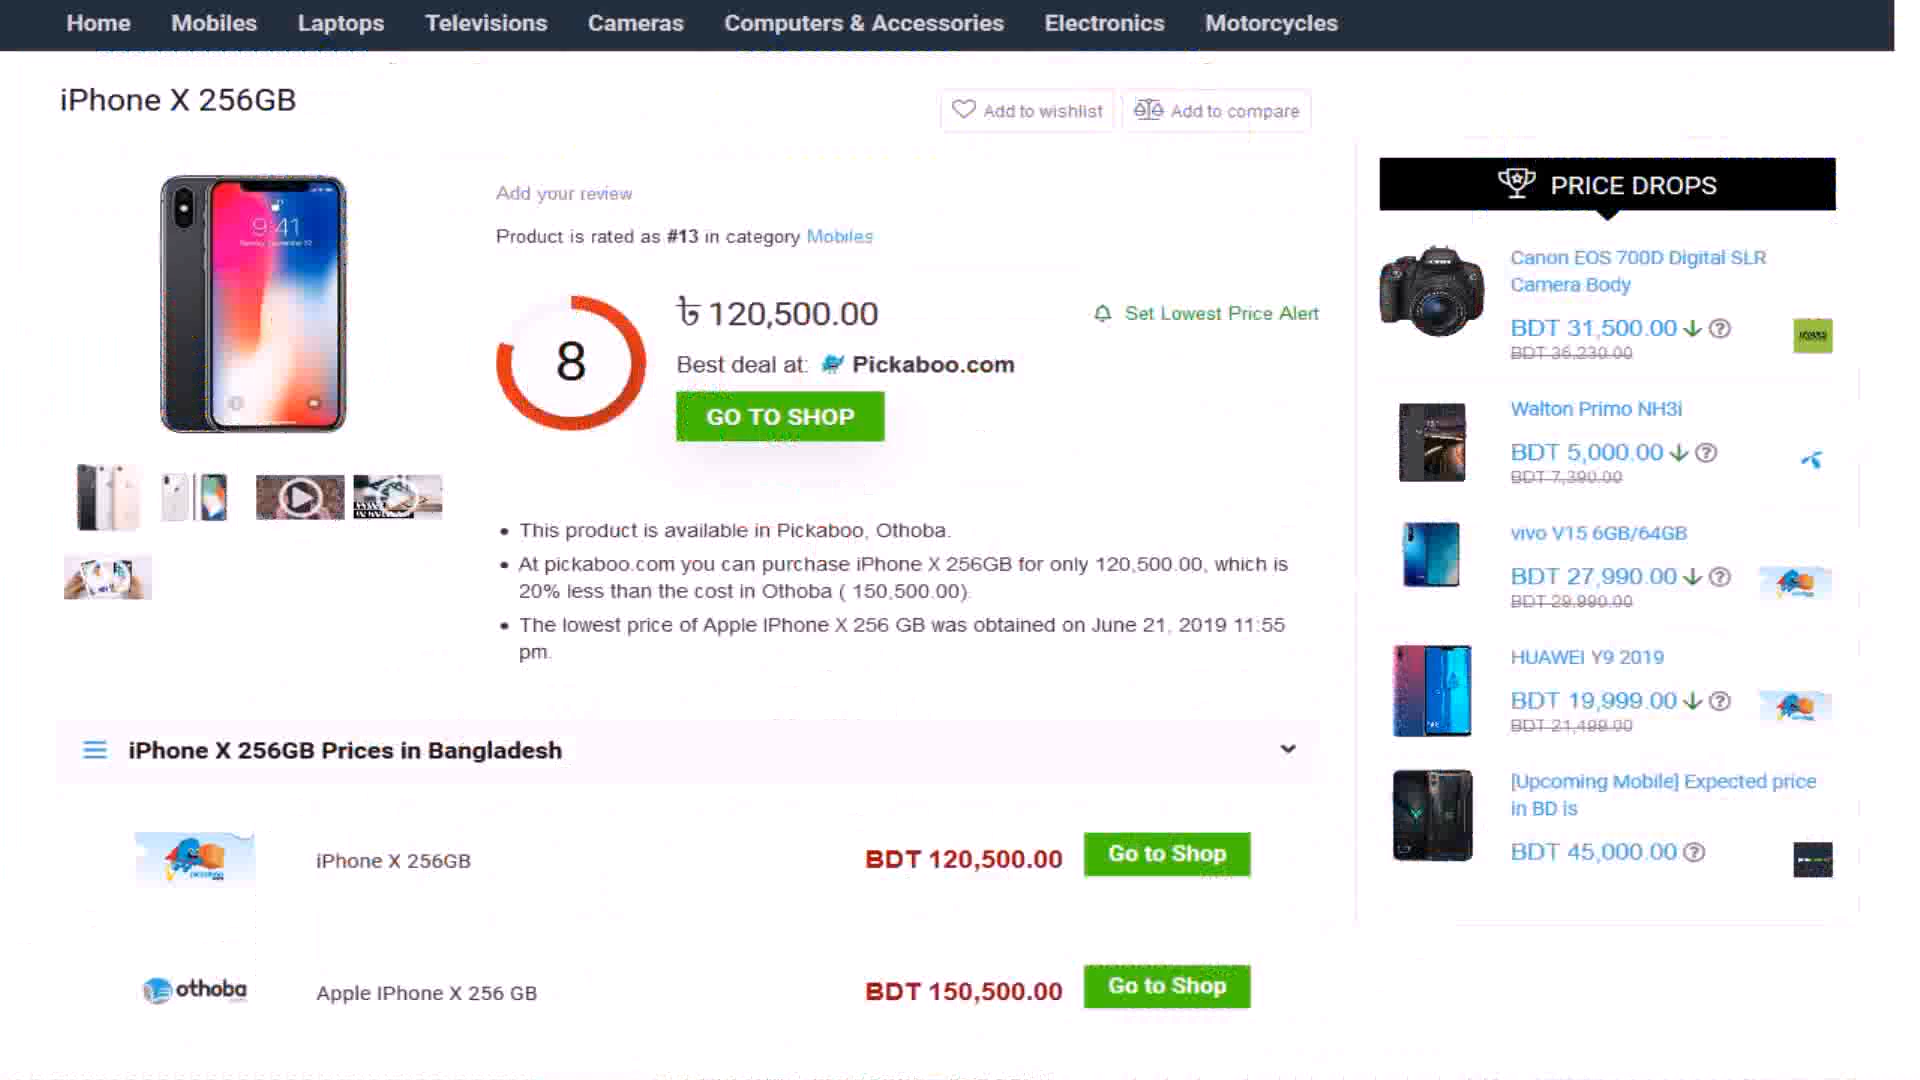 Home Mobiles Laptops Televisions Cameras Computers & Accessories Electronics Motorcycles
iPhone X 256GB
Add to wishlist
Add to compare
9:41
Add your review
Product is rated as #13 in category Mobiles
8
৳ 120,500.00
Set Lowest Price Alert
Best deal at: Pickaboo.com
GO TO SHOP
• This product is available in Pickaboo, Othoba.
• At pickaboo.com you can purchase iPhone X 256GB for only 120,500.00, which is
20% less than the cost in Othoba ( 150,500.00).
• The lowest price of Apple IPhone X 256 GB was obtained on June 21, 2019 11:55
pm.
iPhone X 256GB Prices in Bangladesh
iPhone X 256GB
BDT 120,500.00
Go to Shop
othoba
Apple IPhone X 256 GB
BDT 150,500.00
Go to Shop
PRICE DROPS
Canon EOS 700D Digital SLR
Camera Body
BDT 31,500.00
BDT 36,230.00
Walton Primo NH3i
BDT 5,000.00
BDT 7,390.00
vivo V15 6GB/64GB
BDT 27,990.00
BDT 29,990.00
HUAWEI Y9 2019
BDT 19,999.00
BDT 21,499.00
[Upcoming Mobile] Expected price
in BD is
BDT 45,000.00